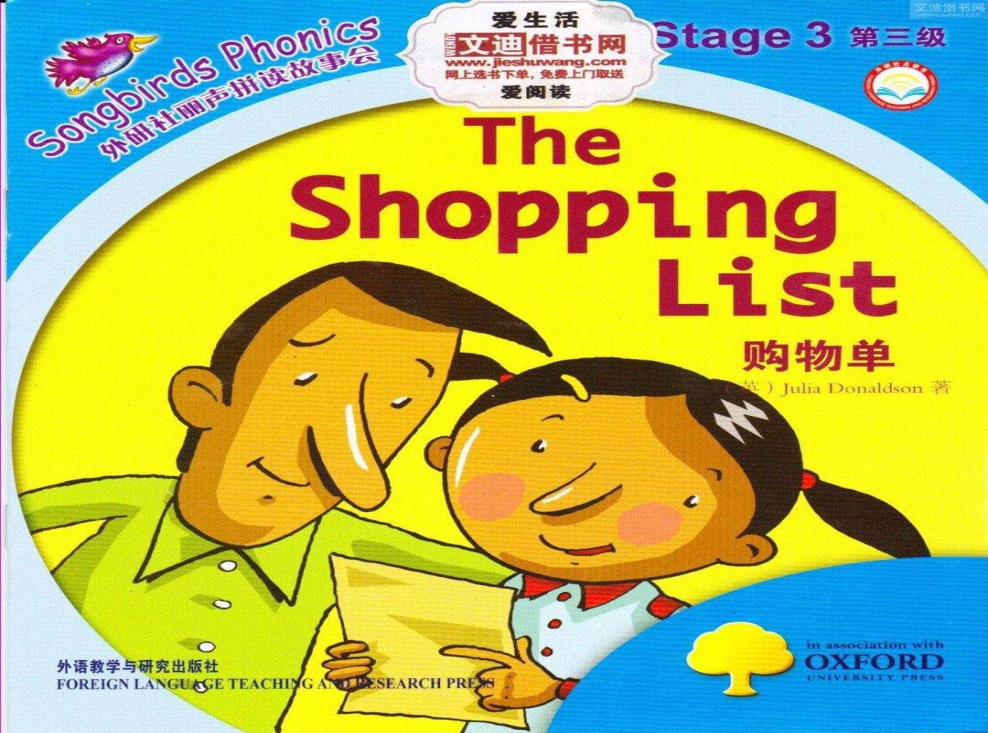 文迪借书网
JIESHUWANG.COM
爱生活
文迪借书网
www.jieshuwang.com
网上选书下单，免费上门取送
爱阅读
Songbirds Phonics
外研社丽声拼读故事会
Stage 3 第三级
The
Shopping
List
购物单
（英）Julia Donaldson 著
外语教学与研究出版社
FOREIGN LANGUAGE TEACHING AND RESEARCH PRESS
in association with
OXFORD
UNIVERSITY PRESS